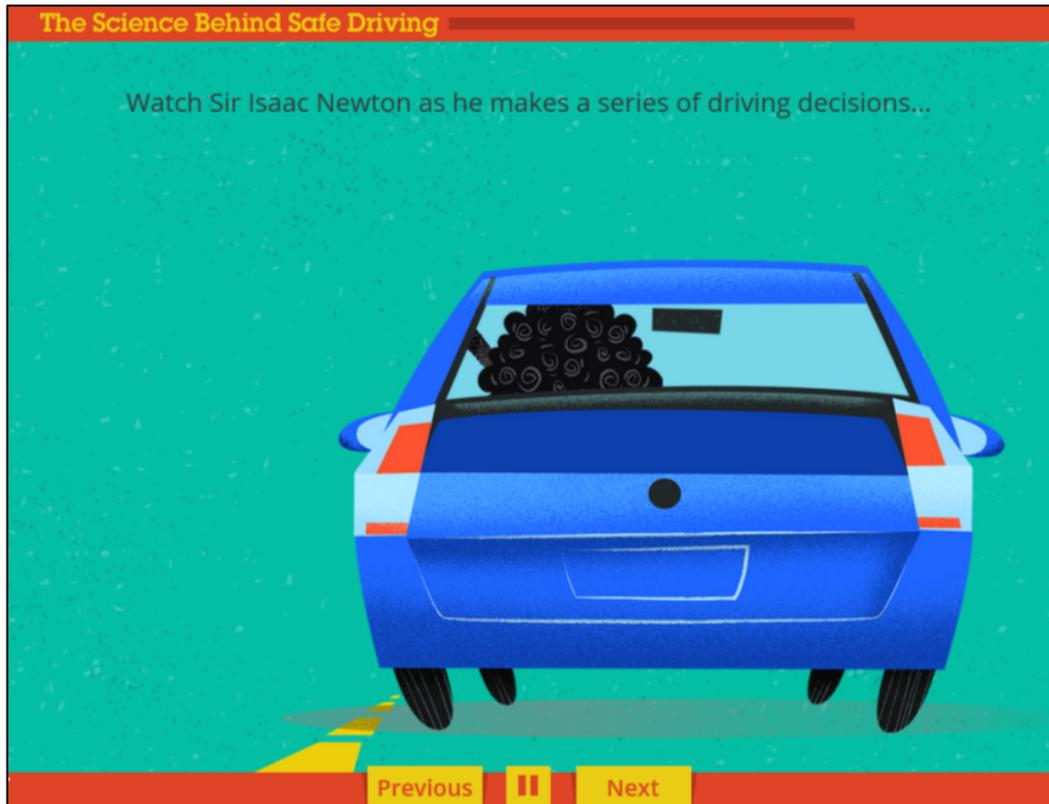 The Science Behind Safe Driving
Watch Sir Isaac Newton as he makes a series of driving decisions...
Previous
Next